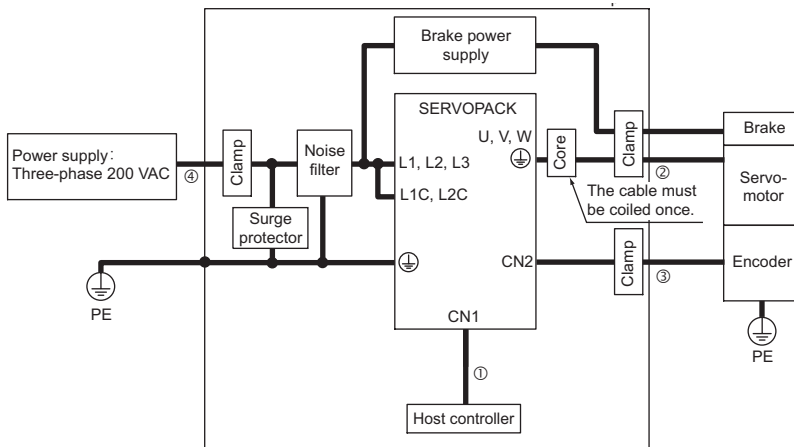 Brake power
supply
SERVOPACK
U, V, W
Core
Clamp
Brake
Power supply:
Three-phase 200 VAC
④
Clamp
Noise
filter
L1, L2, L3
②
Servo-
motor
L1C, L2C
The cable must
be coiled once.
Surge
protector
CN2
Clamp
③
Encoder
PE
CN1
PE
①
Host controller